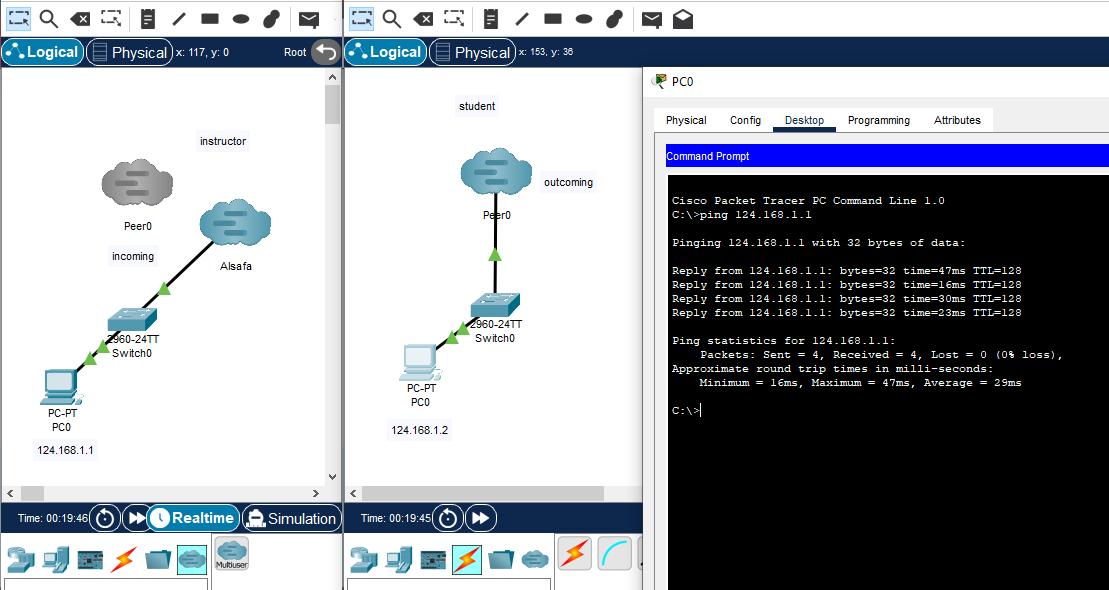 Logical
Physical
x: 117, y: 0
Root
instructor
Peer0
incoming
Alsafa
2960-24TT
Switch0
PC-PT
PC0
124.168.1.1
Time: 00:19:46
Realtime
Simulation
Multiuser
Logical
Physical
x: 153, y: 36
student
outcoming
Peer0
2960-24TT
Switch0
PC-PT
PC0
124.168.1.2
Time: 00:19:45
PC0
Physical Config Desktop Programming Attributes
Command Prompt
Cisco Packet Tracer PC Command Line 1.0
C:\>ping 124.168.1.1
Pinging 124.168.1.1 with 32 bytes of data:
Reply from 124.168.1.1: bytes=32 time=47ms TTL=128
Reply from 124.168.1.1: bytes=32 time=16ms TTL=128
Reply from 124.168.1.1: bytes=32 time=30ms TTL=128
Reply from 124.168.1.1: bytes=32 time=23ms TTL=128
Ping statistics for 124.168.1.1:
Packets: Sent = 4, Received = 4, Lost = 0 (0% loss),
Approximate round trip times in milli-seconds:
Minimum = 16ms, Maximum = 47ms, Average = 29ms
C:\>